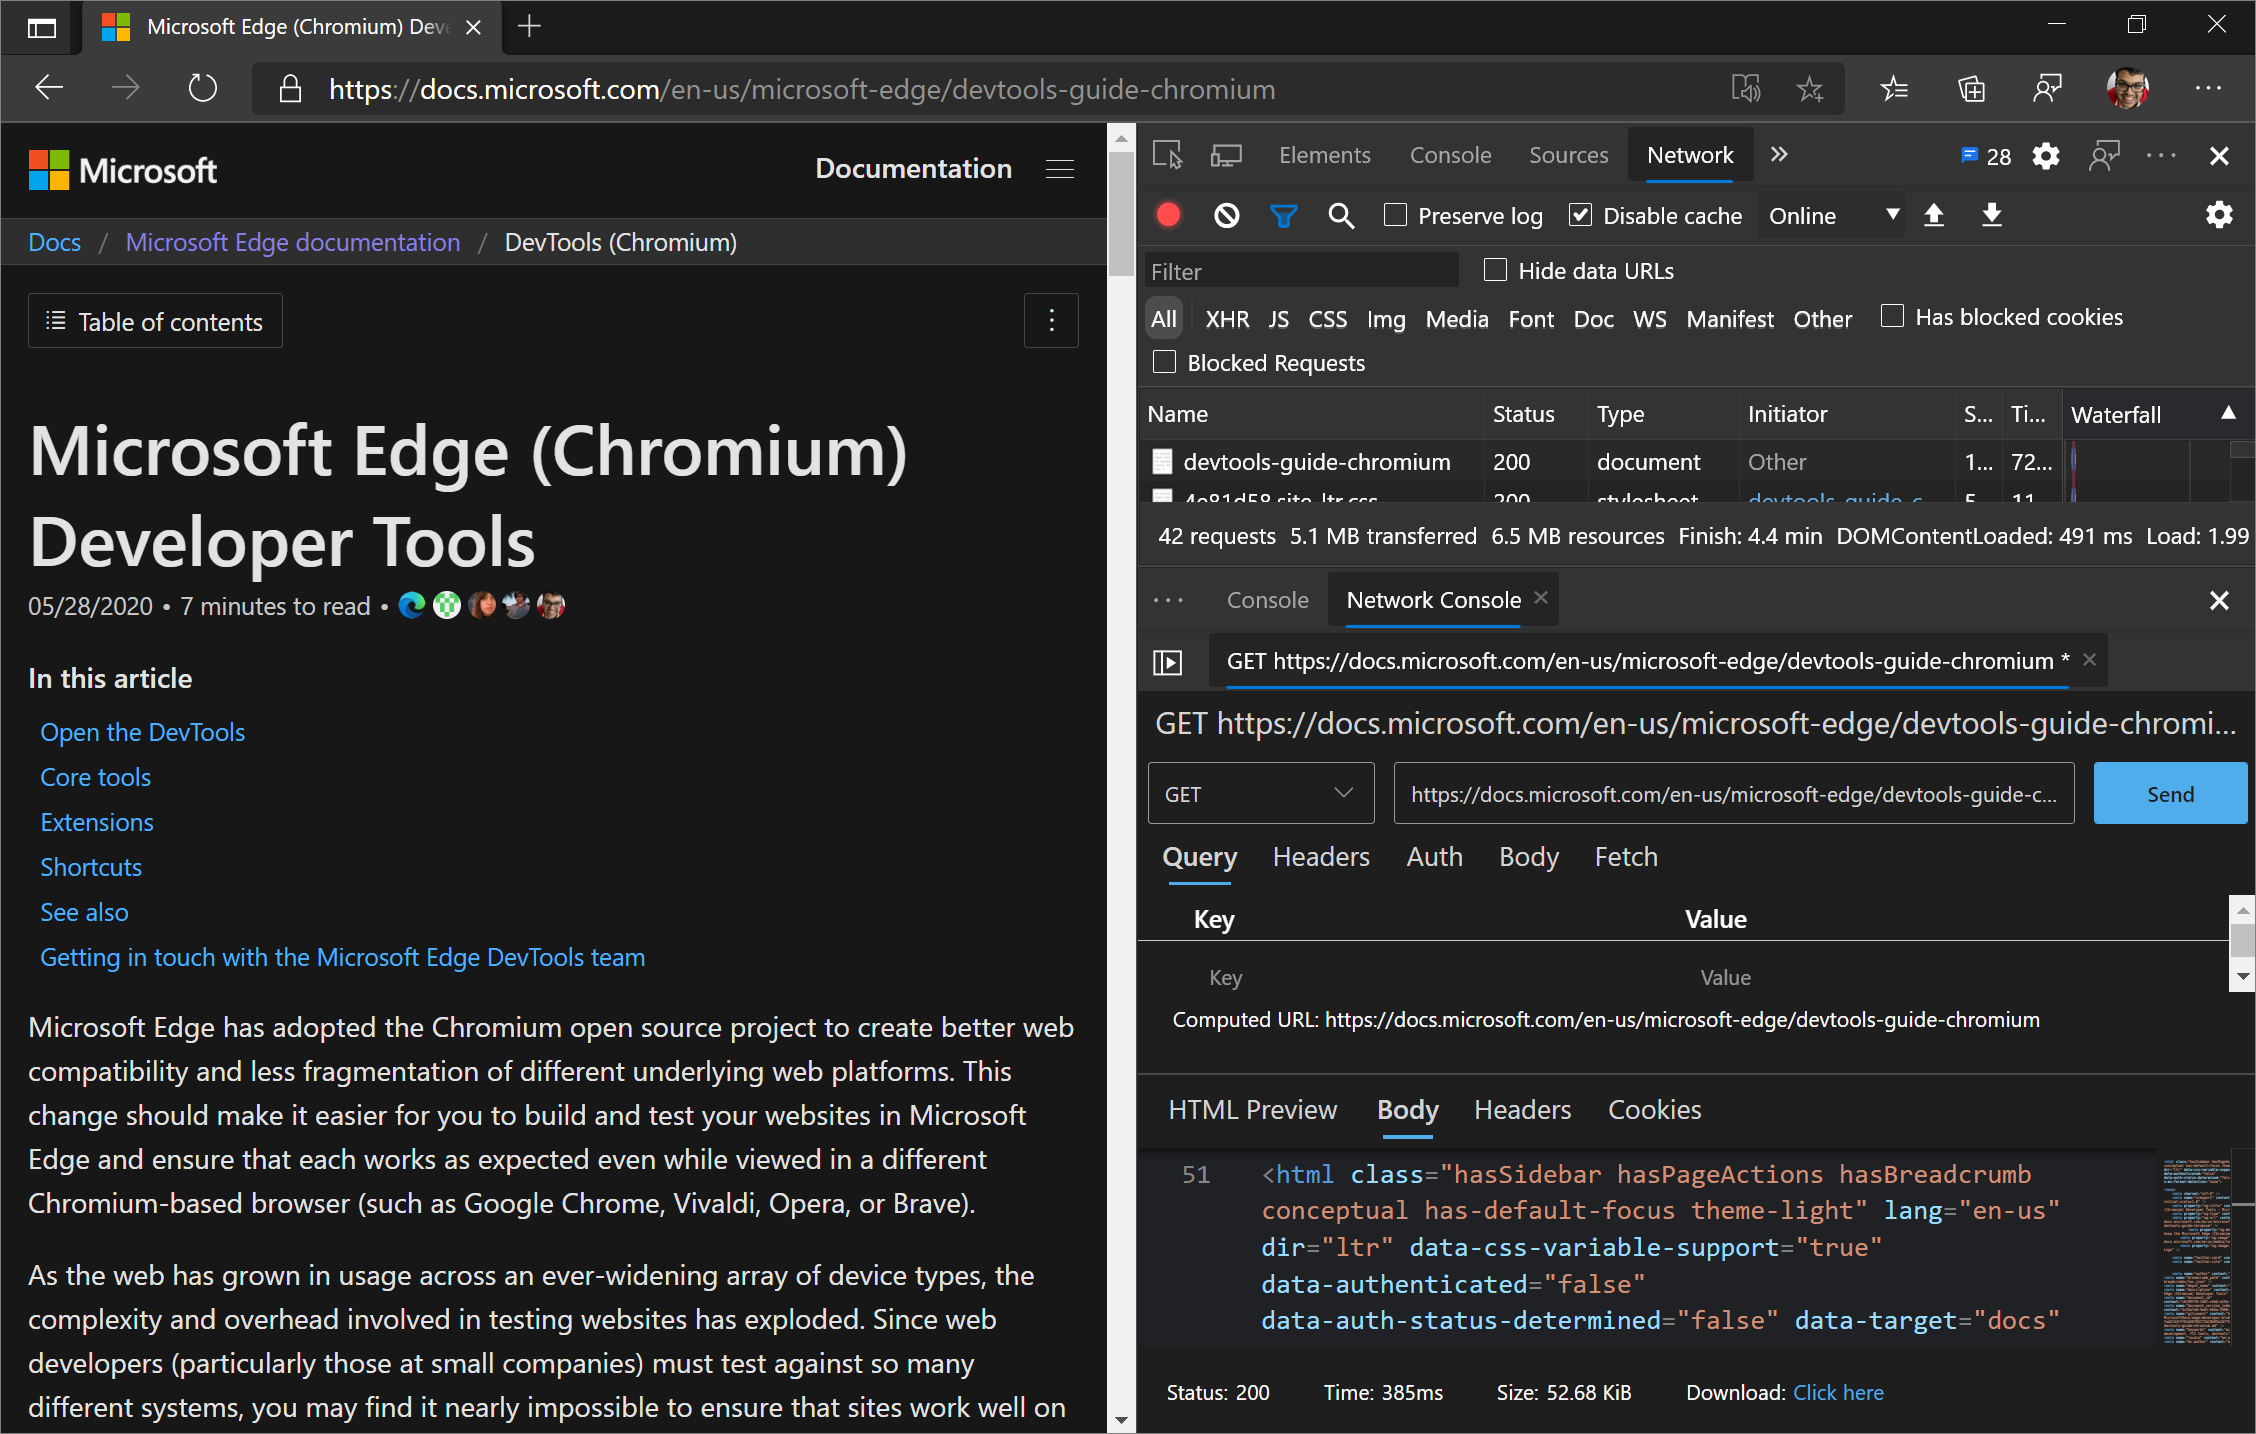 Microsoft Edge (Chromium) Dev
https://docs.microsoft.com/en-us/microsoft-edge/devtools-guide-chromium
Microsoft
Documentation
Docs / Microsoft Edge documentation / DevTools (Chromium)
Table of contents
Microsoft Edge (Chromium)
Developer Tools
05/28/2020 • 7 minutes to read •
In this article
Open the DevTools
Core tools
Extensions
Shortcuts
See also
Getting in touch with the Microsoft Edge DevTools team
Microsoft Edge has adopted the Chromium open source project to create better web
compatibility and less fragmentation of different underlying web platforms. This
change should make it easier for you to build and test your websites in Microsoft
Edge and ensure that each works as expected even while viewed in a different
Chromium-based browser (such as Google Chrome, Vivaldi, Opera, or Brave).
As the web has grown in usage across an ever-widening array of device types, the
complexity and overhead involved in testing websites has exploded. Since web
developers (particularly those at small companies) must test against so many
different systems, you may find it nearly impossible to ensure that sites work well on
Elements Console Sources Network 28
Preserve log Disable cache Online
Filter Hide data URLs
All XHR JS CSS Img Media Font Doc WS Manifest Other Has blocked cookies
Blocked Requests
Name Status Type Initiator S... Ti... Waterfall
devtools-guide-chromium 200 document Other 1... 72...
4e81d58.site-ltr.css 200 stylesheet devtools-guide-c 5 11
42 requests 5.1 MB transferred 6.5 MB resources Finish: 4.4 min DOMContentLoaded: 491 ms Load: 1.99
Console Network Console
GET https://docs.microsoft.com/en-us/microsoft-edge/devtools-guide-chromium *
GET https://docs.microsoft.com/en-us/microsoft-edge/devtools-guide-chromi...
GET https://docs.microsoft.com/en-us/microsoft-edge/devtools-guide-c... Send
Query Headers Auth Body Fetch
Key Value
Key Value
Computed URL: https://docs.microsoft.com/en-us/microsoft-edge/devtools-guide-chromium
HTML Preview Body Headers Cookies
51 <html class="hasSidebar hasPageActions hasBreadcrumb
conceptual has-default-focus theme-light" lang="en-us"
dir="ltr" data-css-variable-support="true"
data-authenticated="false"
data-auth-status-determined="false" data-target="docs"
Status: 200 Time: 385ms Size: 52.68 KiB Download: Click here